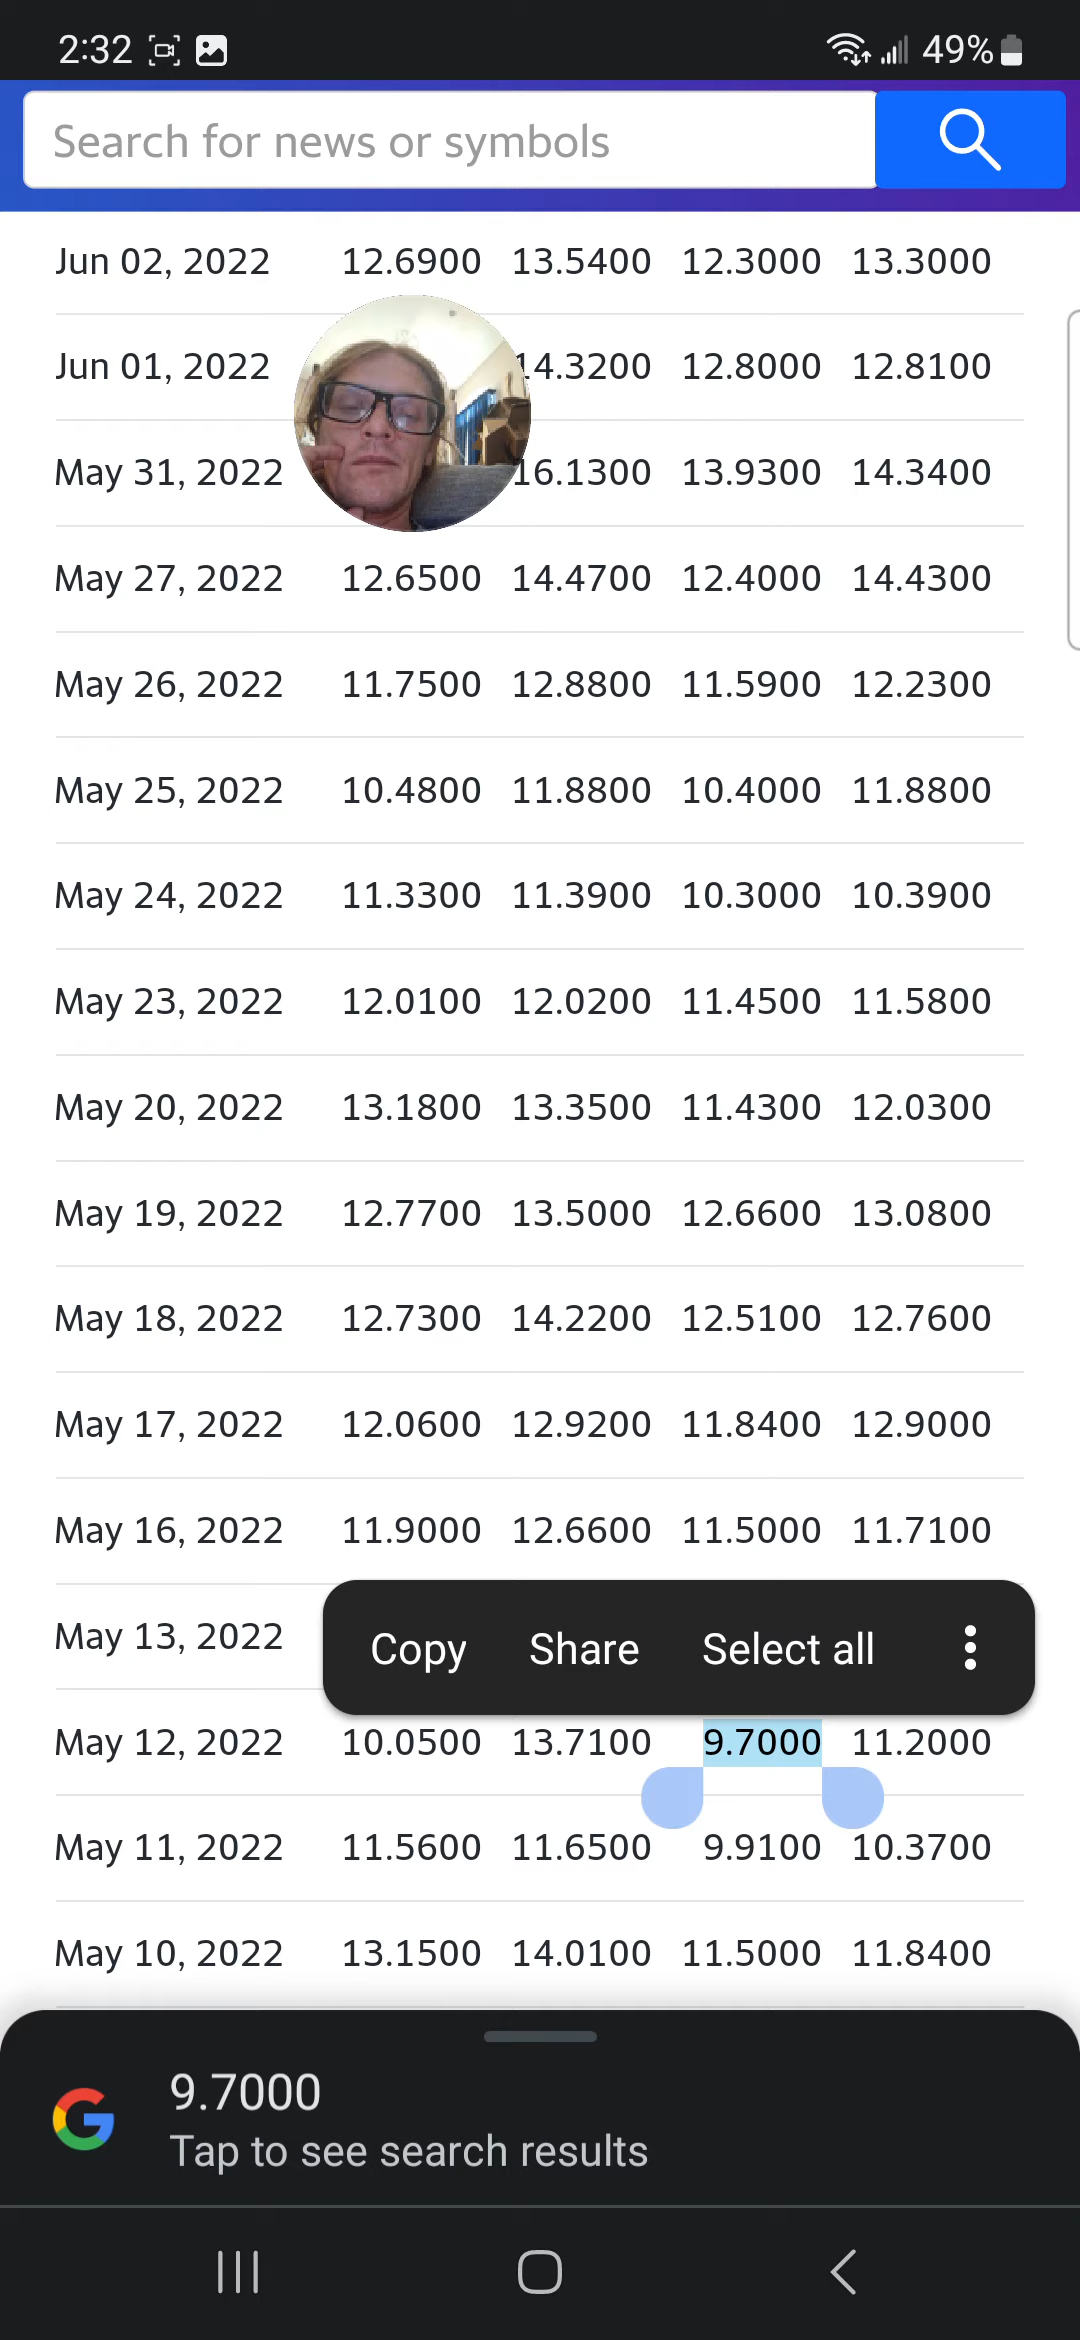 2:32 49%
Search for news or symbols
Jun 02, 2022 12.6900 13.5400 12.3000 13.3000
Jun 01, 2022 14.3200 12.8000 12.8100
May 31, 2022 16.1300 13.9300 14.3400
May 27, 2022 12.6500 14.4700 12.4000 14.4300
May 26, 2022 11.7500 12.8800 11.5900 12.2300
May 25, 2022 10.4800 11.8800 10.4000 11.8800
May 24, 2022 11.3300 11.3900 10.3000 10.3900
May 23, 2022 12.0100 12.0200 11.4500 11.5800
May 20, 2022 13.1800 13.3500 11.4300 12.0300
May 19, 2022 12.7700 13.5000 12.6600 13.0800
May 18, 2022 12.7300 14.2200 12.5100 12.7600
May 17, 2022 12.0600 12.9200 11.8400 12.9000
May 16, 2022 11.9000 12.6600 11.5000 11.7100
May 13, 2022
Copy Share Select all
May 12, 2022 10.0500 13.7100 9.7000 11.2000
May 11, 2022 11.5600 11.6500 9.9100 10.3700
May 10, 2022 13.1500 14.0100 11.5000 11.8400
9.7000
Tap to see search results